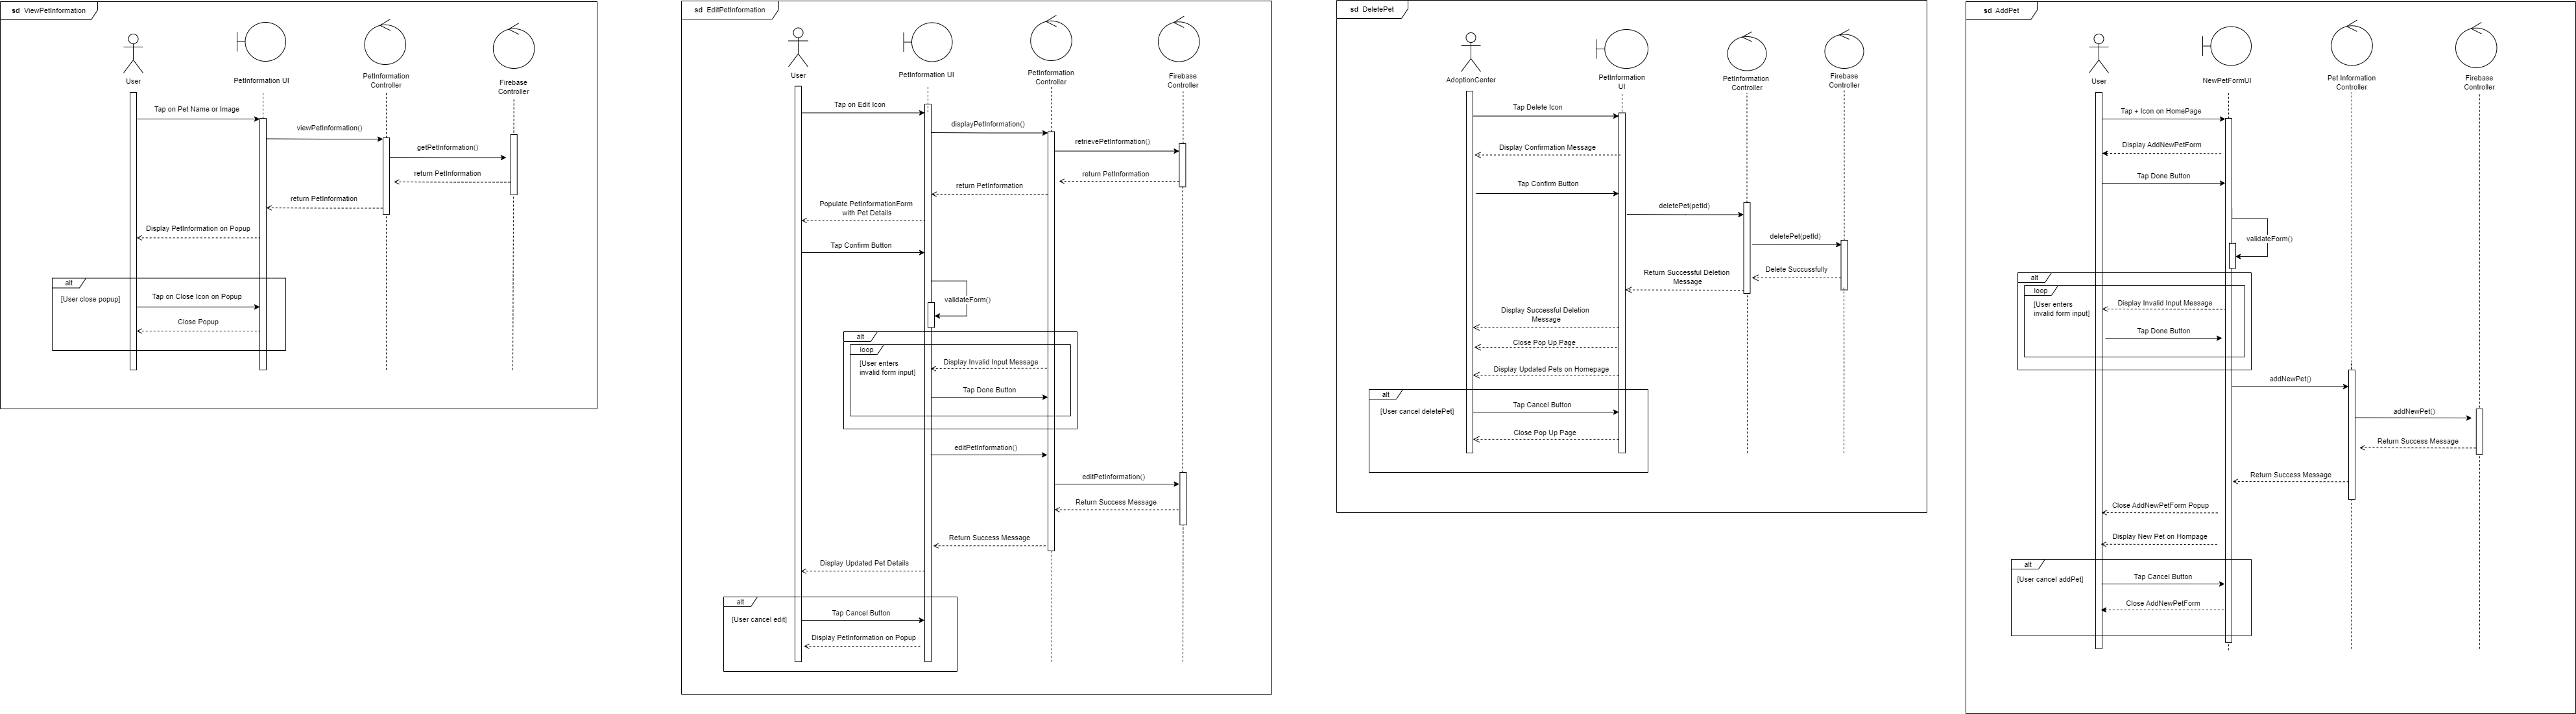 sd ViewPetInformation
User
PetInformation UI
PetInformation
Controller
Firebase
Controller
Tap on Pet Name or Image
viewPetInformation()
getPetInformation()
return PetInformation
return PetInformation
Display PetInformation on Popup
alt
[User close popup]
Tap on Close Icon on Popup
Close Popup
sd EditPetInformation
User
PetInformation UI
PetInformation
Controller
Firebase
Controller
Tap on Edit Icon
displayPetInformation()
retrievePetInformation()
return PetInformation
return PetInformation
Populate PetInformationForm
with Pet Details
Tap Confirm Button
validateForm()
alt
loop
[User enters
invalid form input]
Display Invalid Input Message
Tap Done Button
editPetInformation()
editPetInformation()
Return Success Message
Return Success Message
Display Updated Pet Details
alt
[User cancel edit]
Tap Cancel Button
Display PetInformation on Popup
sd DeletePet
AdoptionCenter
PetInformation
UI
PetInformation
Controller
Firebase
Controller
Tap Delete Icon
Display Confirmation Message
Tap Confirm Button
deletePet(petId)
deletePet(petId)
Delete Succussfully
Return Successful Deletion
Message
Display Successful Deletion
Message
Close Pop Up Page
Display Updated Pets on Homepage
alt
[User cancel deletePet]
Tap Cancel Button
Close Pop Up Page
sd AddPet
User
NewPetFormUI
Pet Information
Controller
Firebase
Controller
Tap + Icon on HomePage
Display AddNewPetForm
Tap Done Button
validateForm()
alt
loop
[User enters
invalid form input]
Display Invalid Input Message
Tap Done Button
addNewPet()
addNewPet()
Return Success Message
Return Success Message
Close AddNewPetForm Popup
Display New Pet on Hompage
alt
[User cancel addPet]
Tap Cancel Button
Close AddNewPetForm